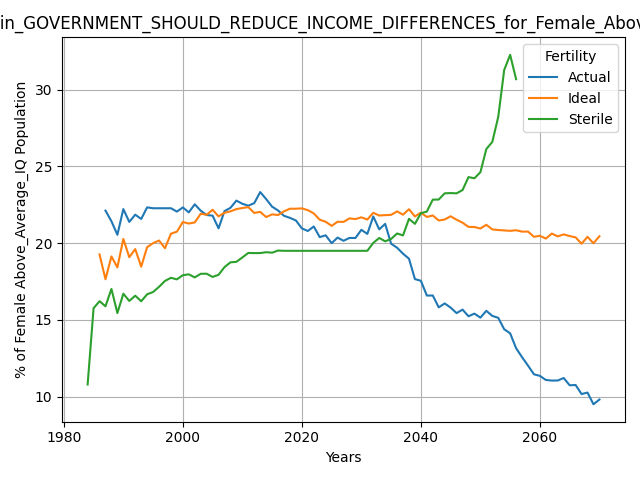 in_GOVERNMENT_SHOULD_REDUCE_INCOME_DIFFERENCES_for_Female_Above
Fertility
Actual
Ideal
Sterile
% of Female Above_Average_IQ Population
30
25
20
15
10
1980 2000 2020 2040 2060
Years